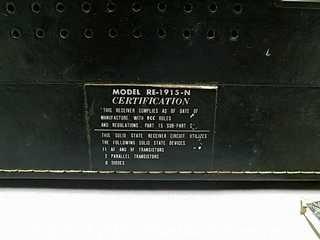 MODEL RE-1915-N
CERTIFICATION
"THIS RECEIVER COMPLIES AS OF DATE OF
MANUFACTURE, WITH FCC RULES
AND REGULATIONS, PART 15 SUB-PART C"
THIS SOLID STATE RECEIVER CIRCUIT UTILIZES
THE FOLLOWING SOLID STATE DEVICES
11 AF AND RF TRANSISTORS
2 PARALLEL TRANSISTORS
8 DIODES